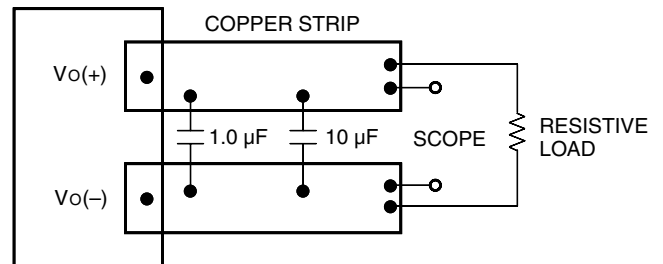 COPPER STRIP
VO(+)
1.0 µF
10 µF
SCOPE
RESISTIVE
LOAD
VO(–)